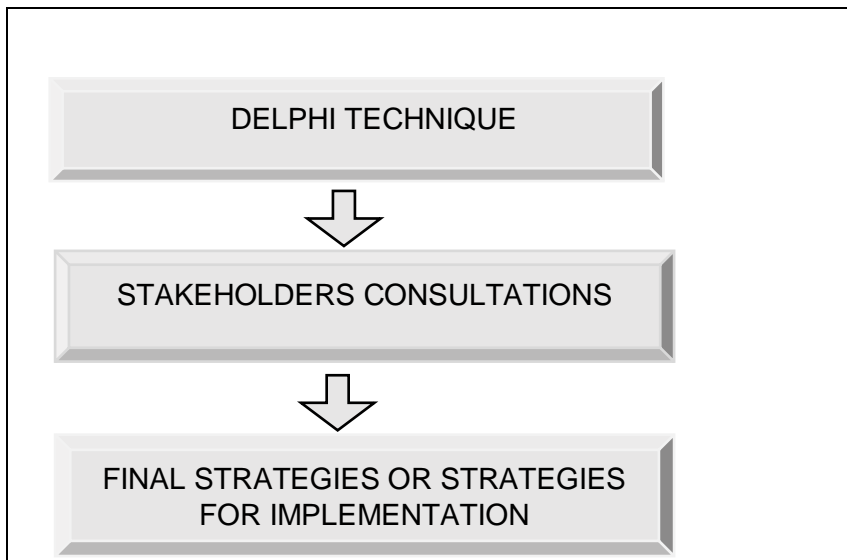 DELPHI TECHNIQUE
STAKEHOLDERS CONSULTATIONS
FINAL STRATEGIES OR STRATEGIES
FOR IMPLEMENTATION